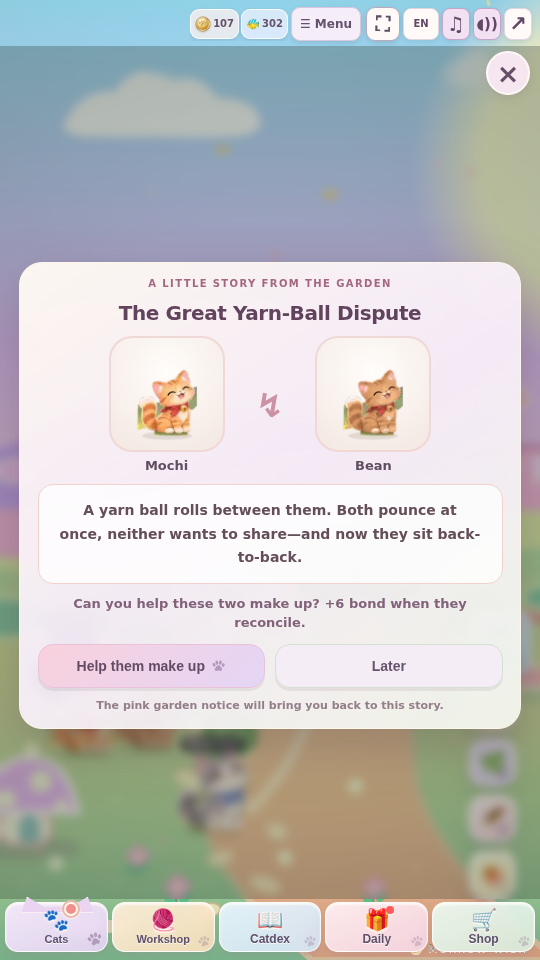 107
302
☰ Menu
EN
A LITTLE STORY FROM THE GARDEN
The Great Yarn-Ball Dispute
Mochi
Bean
A yarn ball rolls between them. Both pounce at
once, neither wants to share—and now they sit back-
to-back.
Can you help these two make up? +6 bond when they
reconcile.
Help them make up
Later
The pink garden notice will bring you back to this story.
Cats
Workshop
Catdex
Daily
Shop